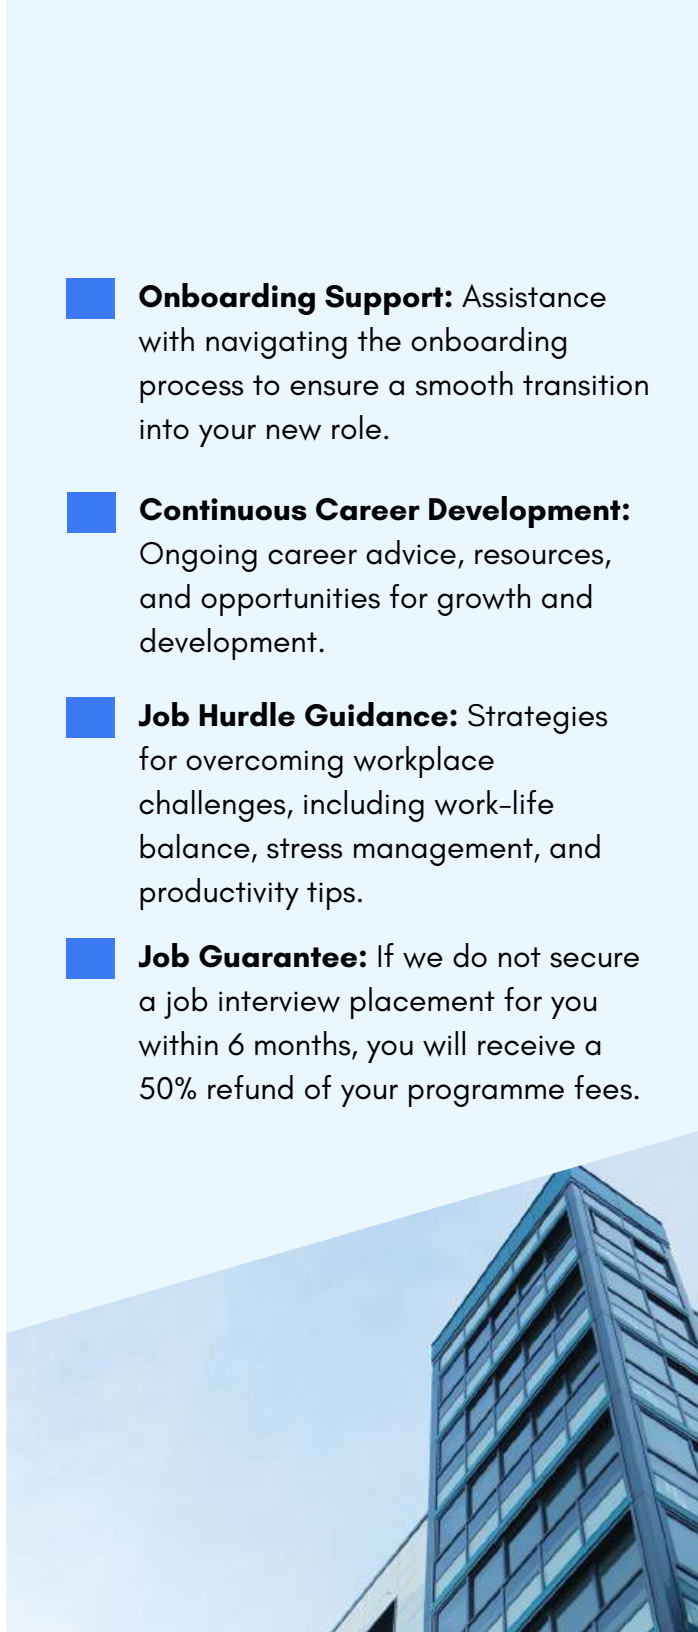 Onboarding Support: Assistance
with navigating the onboarding
process to ensure a smooth transition
into your new role.
Continuous Career Development:
Ongoing career advice, resources,
and opportunities for growth and
development.
Job Hurdle Guidance: Strategies
for overcoming workplace
challenges, including work-life
balance, stress management, and
productivity tips.
Job Guarantee: If we do not secure
a job interview placement for you
within 6 months, you will receive a
50% refund of your programme fees.